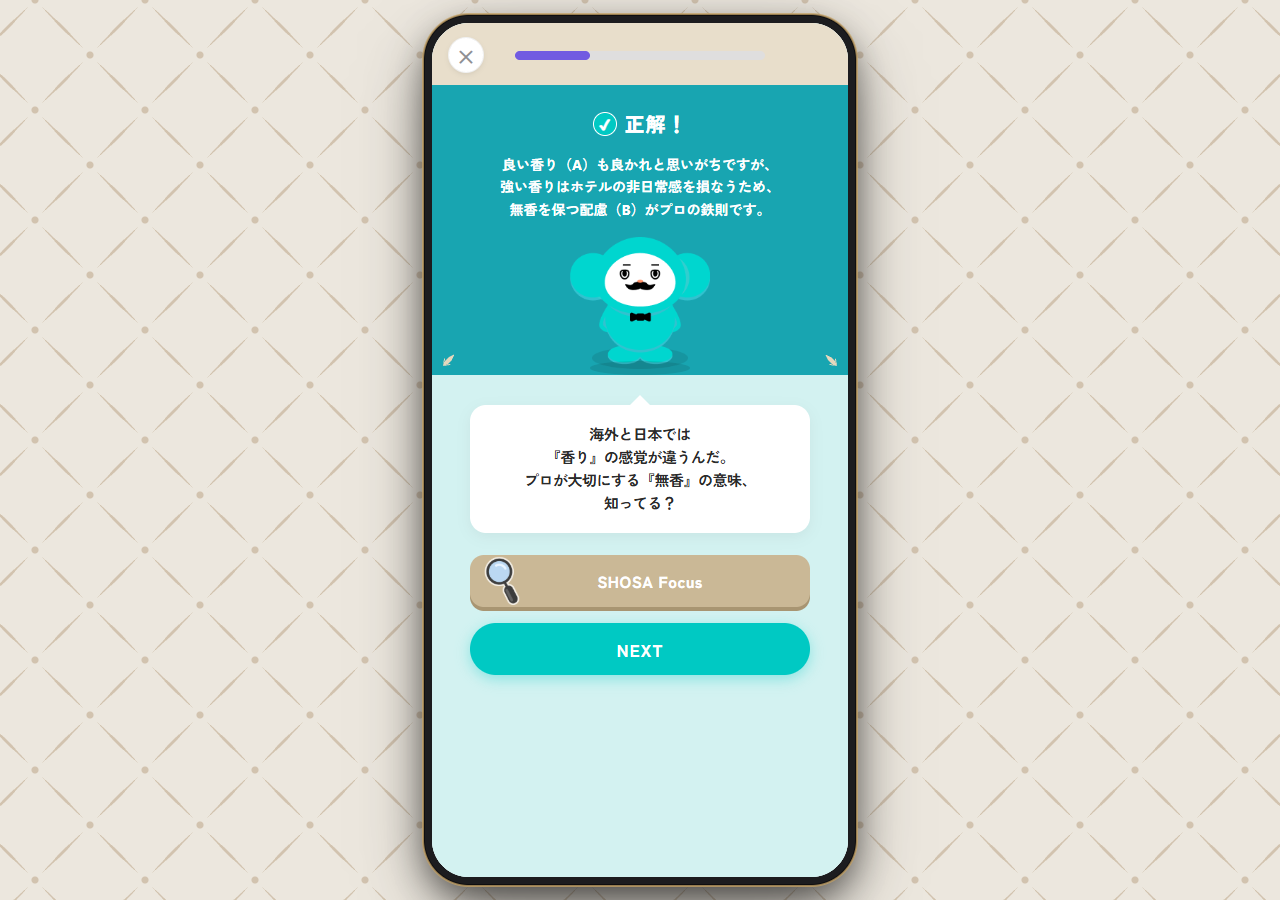 正解！
良い香り（A）も良かれと思いがちですが、
強い香りはホテルの非日常感を損なうため、
無香を保つ配慮（B）がプロの鉄則です。
海外と日本では
『香り』の感覚が違うんだ。
プロが大切にする『無香』の意味、
知ってる？
SHOSA Focus
NEXT